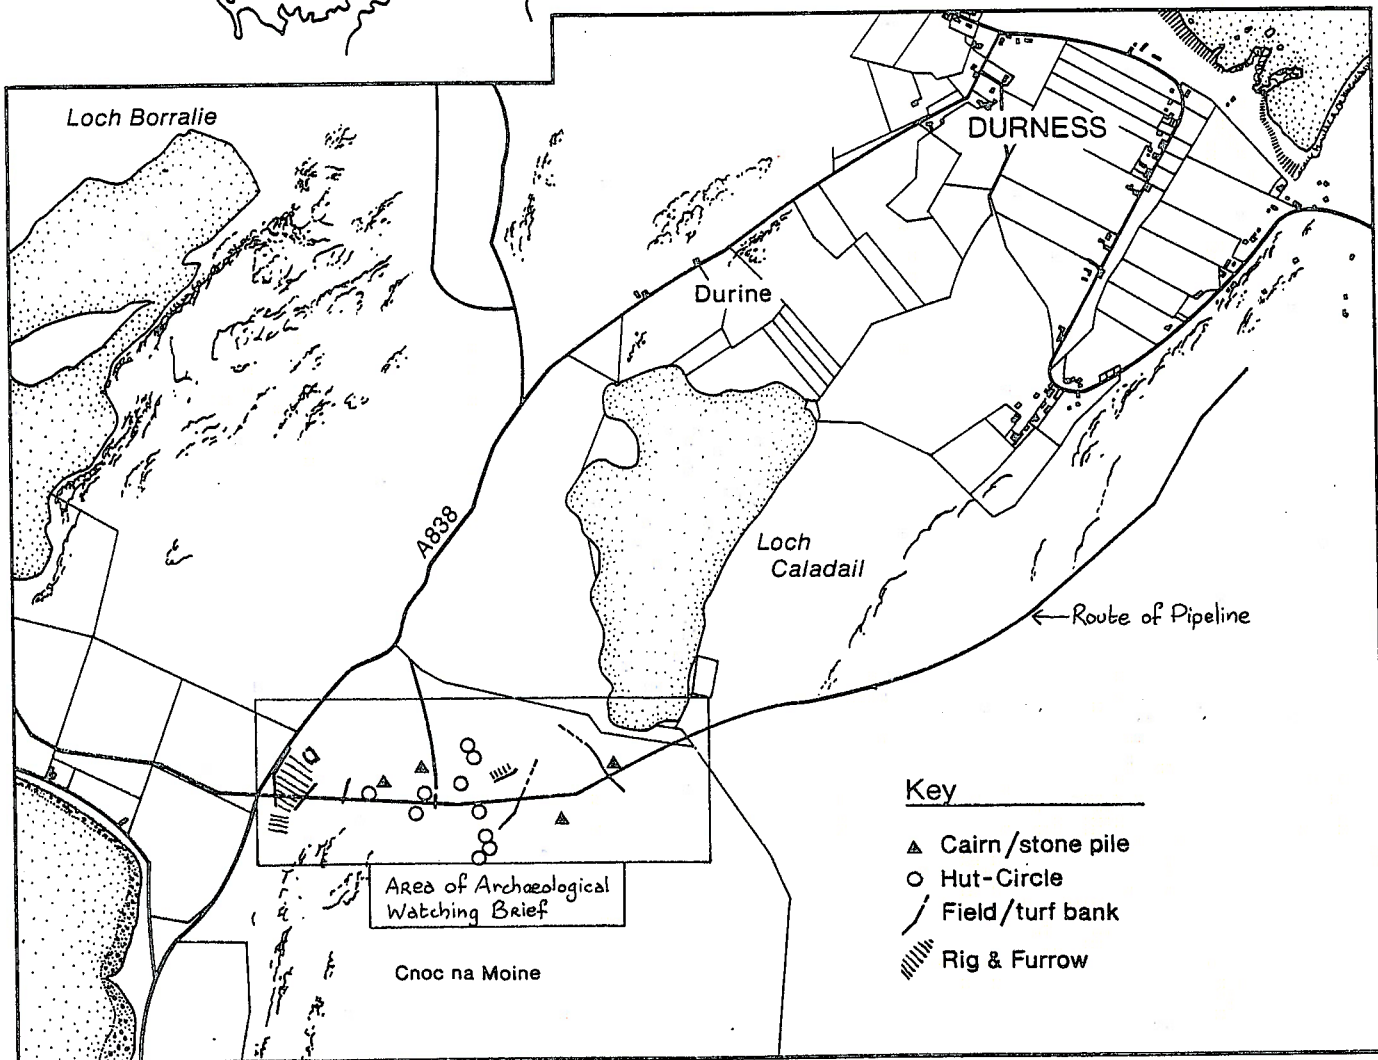 Loch Borralie
DURNESS
Durine
A838
Loch
Caladail
←Route of Pipeline
Key
Cairn/stone pile
Hut-Circle
Field/turf bank
Rig & Furrow
Area of Archæological
Watching Brief
Cnoc na Moine